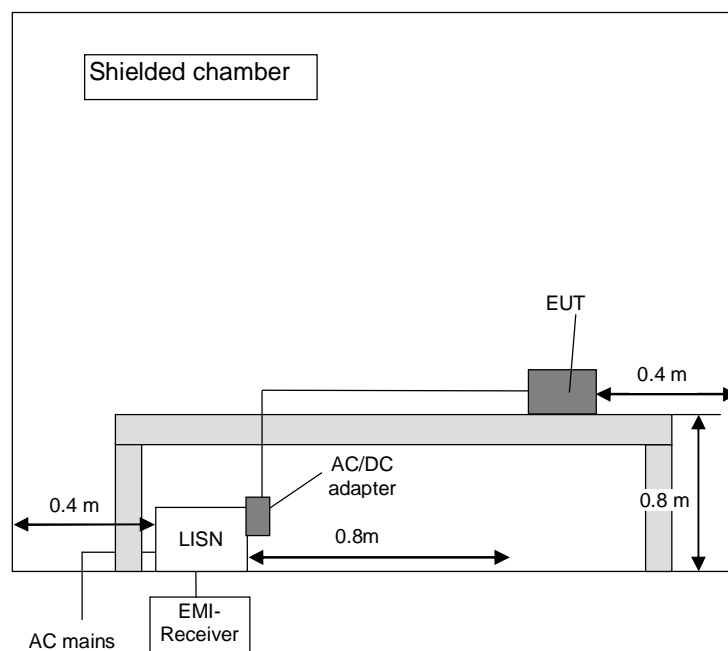 Shielded chamber
EUT
0.4 m
AC/DC
adapter
0.4 m
0.8 m
LISN
0.8m
EMI-
Receiver
AC mains